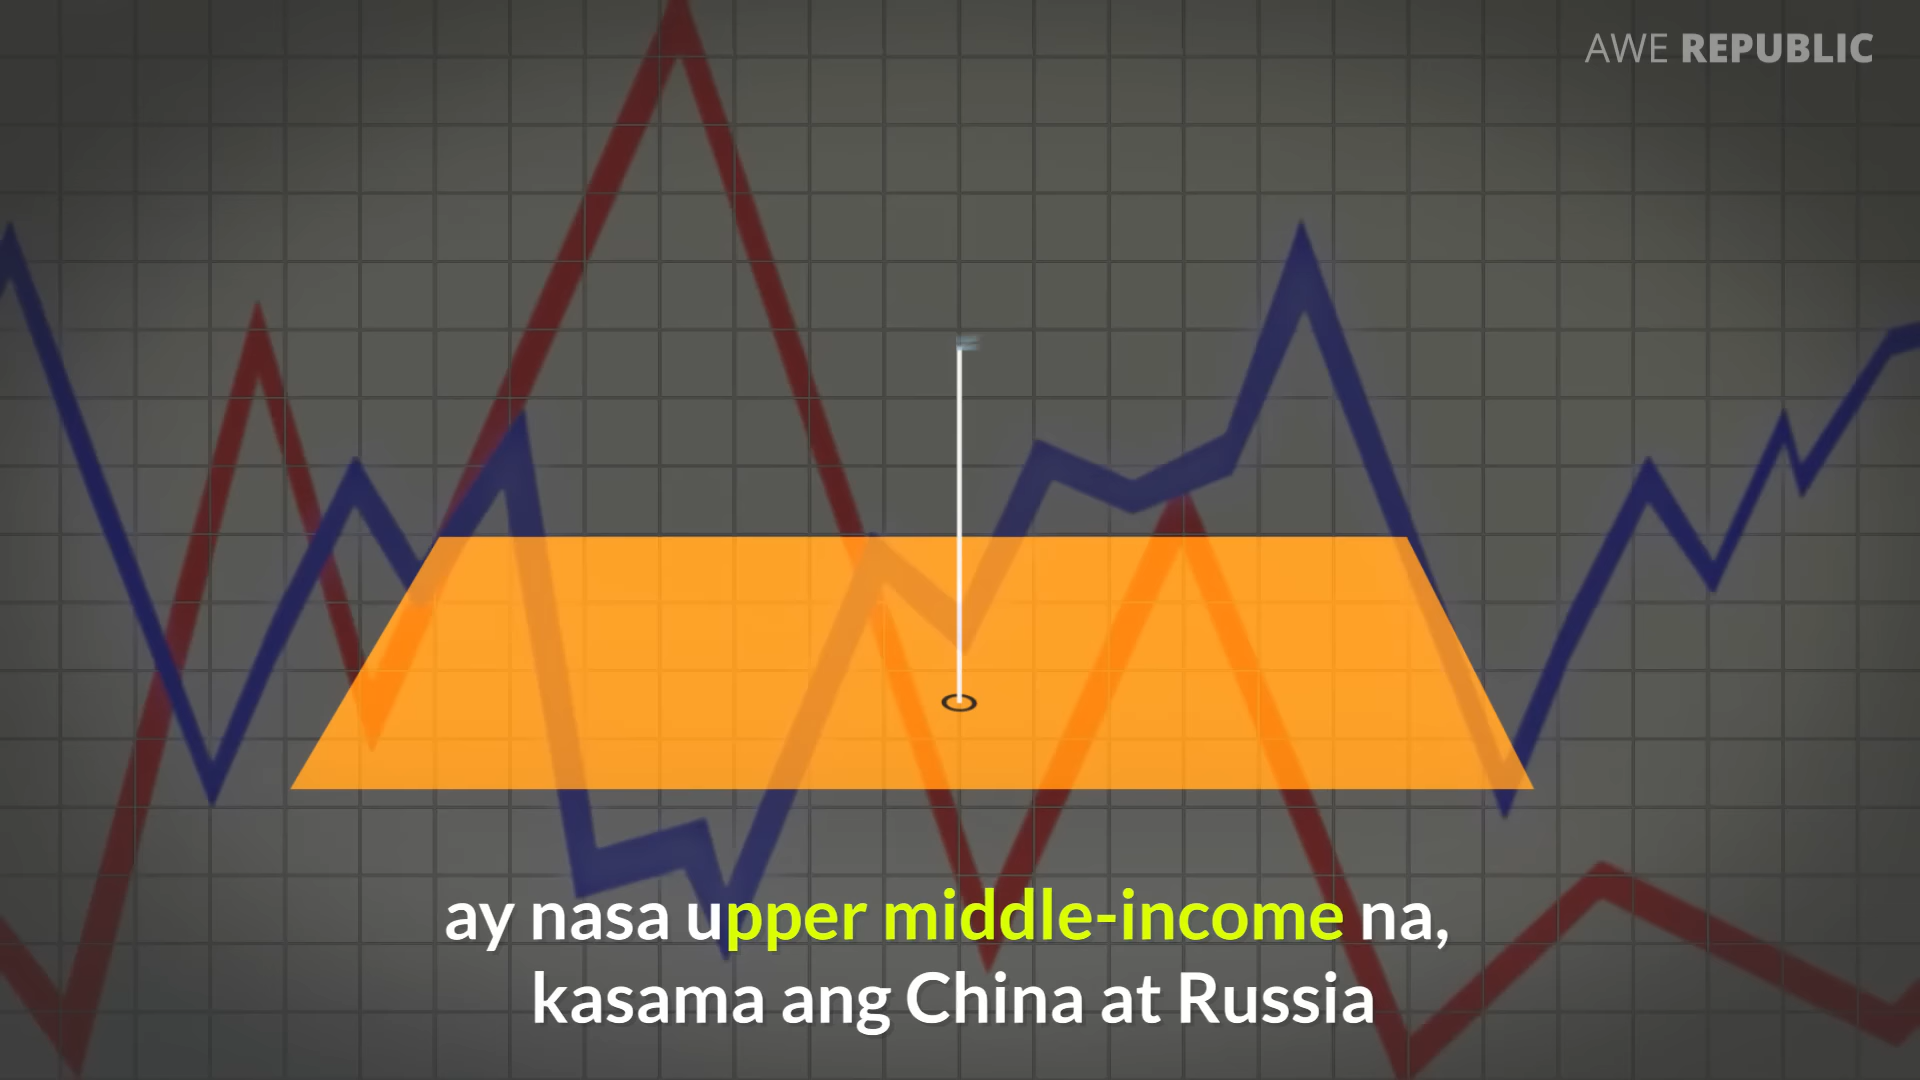 AWE REPUBLIC
ay nasa upper middle-income na,
kasama ang China at Russia